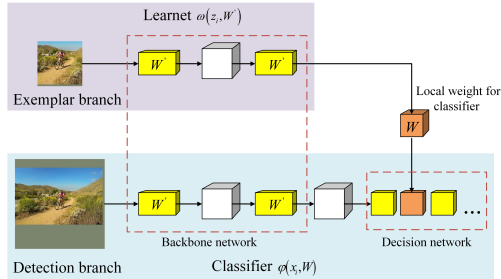 Learnet ω(z_i,W')
W'
W'
Exemplar branch
Local weight for
classifier
W
W'
W'
...
Backbone network
Decision network
Detection branch
Classifier φ(x_i,W)